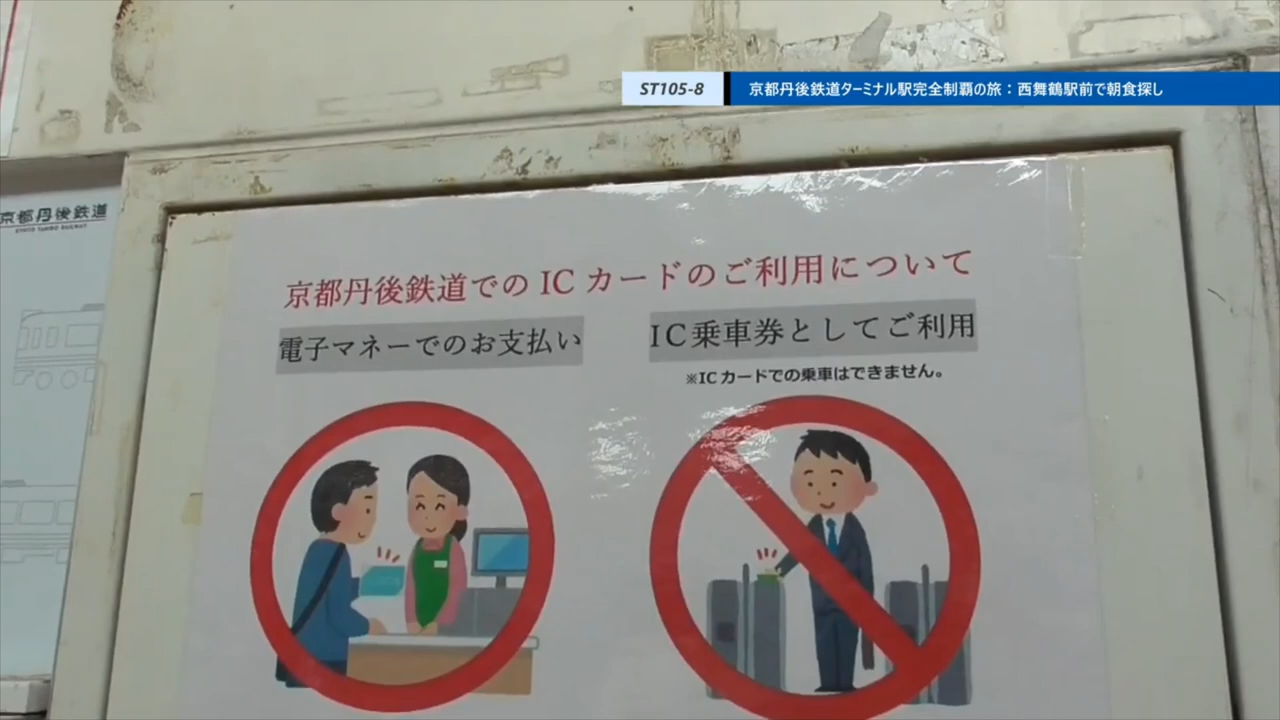 ST105-8
京都丹後鉄道ターミナル駅完全制覇の旅：西舞鶴駅前で朝食探し
京都丹後鉄道
KYOTO TANGO RAILWAY
京都丹後鉄道でのICカードのご利用について
電子マネーでのお支払い
IC乗車券としてご利用
※ICカードでの乗車はできません。